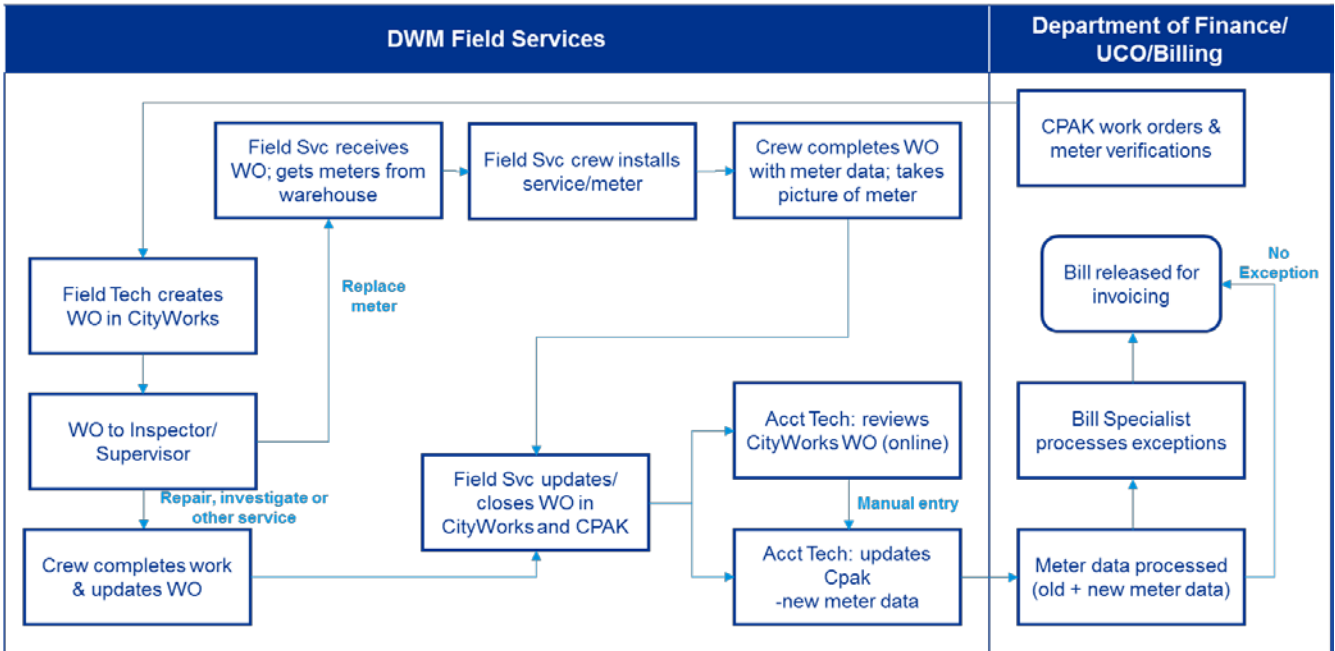 DWM Field Services
Department of Finance/
UCO/Billing
CPAK work orders &
meter verifications
Field Svc receives
WO; gets meters from
warehouse
Field Svc crew installs
service/meter
Crew completes WO
with meter data; takes
picture of meter
Field Tech creates
WO in CityWorks
Replace
meter
Bill released for
invoicing
No
Exception
WO to Inspector/
Supervisor
Repair, investigate or
other service
Crew completes work
& updates WO
Field Svc updates/
closes WO in
CityWorks and CPAK
Acct Tech: reviews
CityWorks WO (online)
Manual entry
Acct Tech: updates
Cpak
-new meter data
Bill Specialist
processes exceptions
Meter data processed
(old + new meter data)